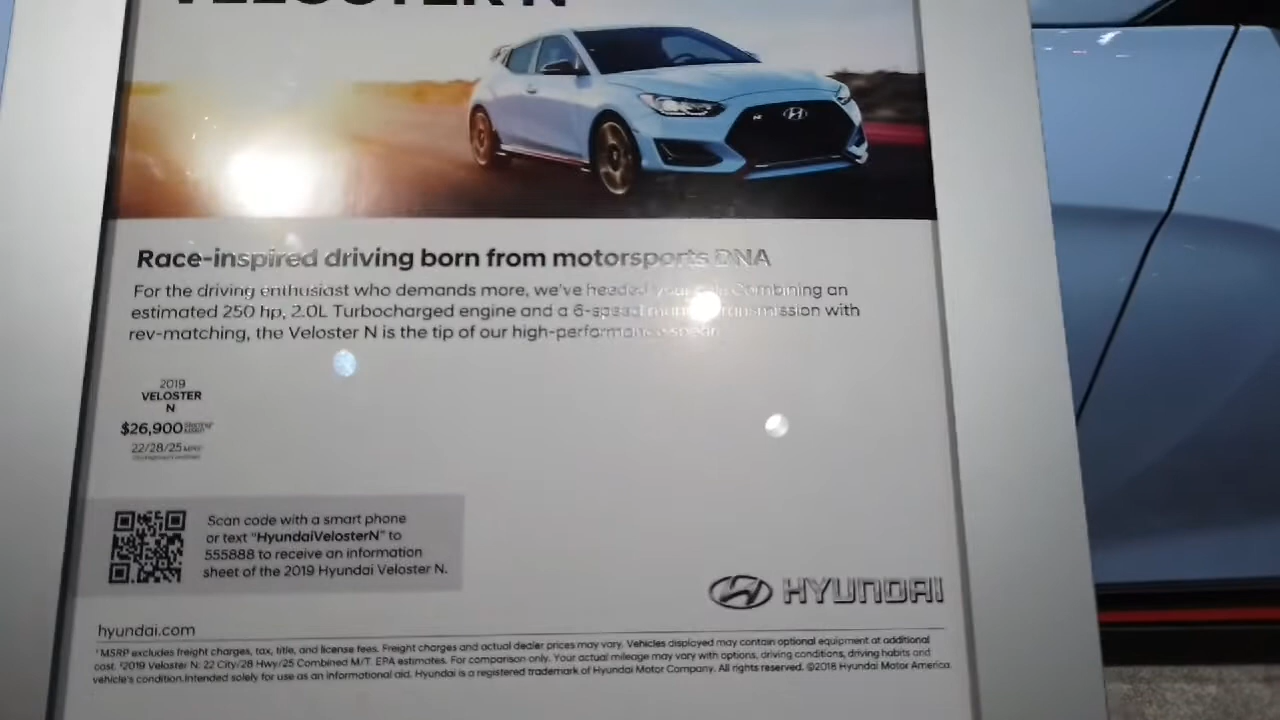 VELOSTER N
Race-inspired driving born from motorsports DNA
For the driving enthusiast who demands more, we've heeded your Combining an
estimated 250 hp, 2.0L Turbocharged engine and a 6-speed manual transmission with
rev-matching, the Veloster N is the tip of our high-performance spear.
2019
VELOSTER
N
$26,900
22/28/25 MPG
Scan code with a smart phone
or text "HyundaiVelosterN" to
555888 to receive an information
sheet of the 2019 Hyundai Veloster N.
HYUNDAI
hyundai.com
¹MSRP excludes freight charges, tax, title, and license fees. Freight charges and actual dealer prices may vary. Vehicles displayed may contain optional equipment at additional
cost. ²2019 Veloster N: 22 City/28 Hwy/25 Combined M/T. EPA estimates. For comparison only. Your actual mileage may vary with options, driving conditions, driving habits and
vehicle's condition.Intended solely for use as an informational aid. Hyundai is a registered trademark of Hyundai Motor Company. All rights reserved. ©2018 Hyundai Motor America.